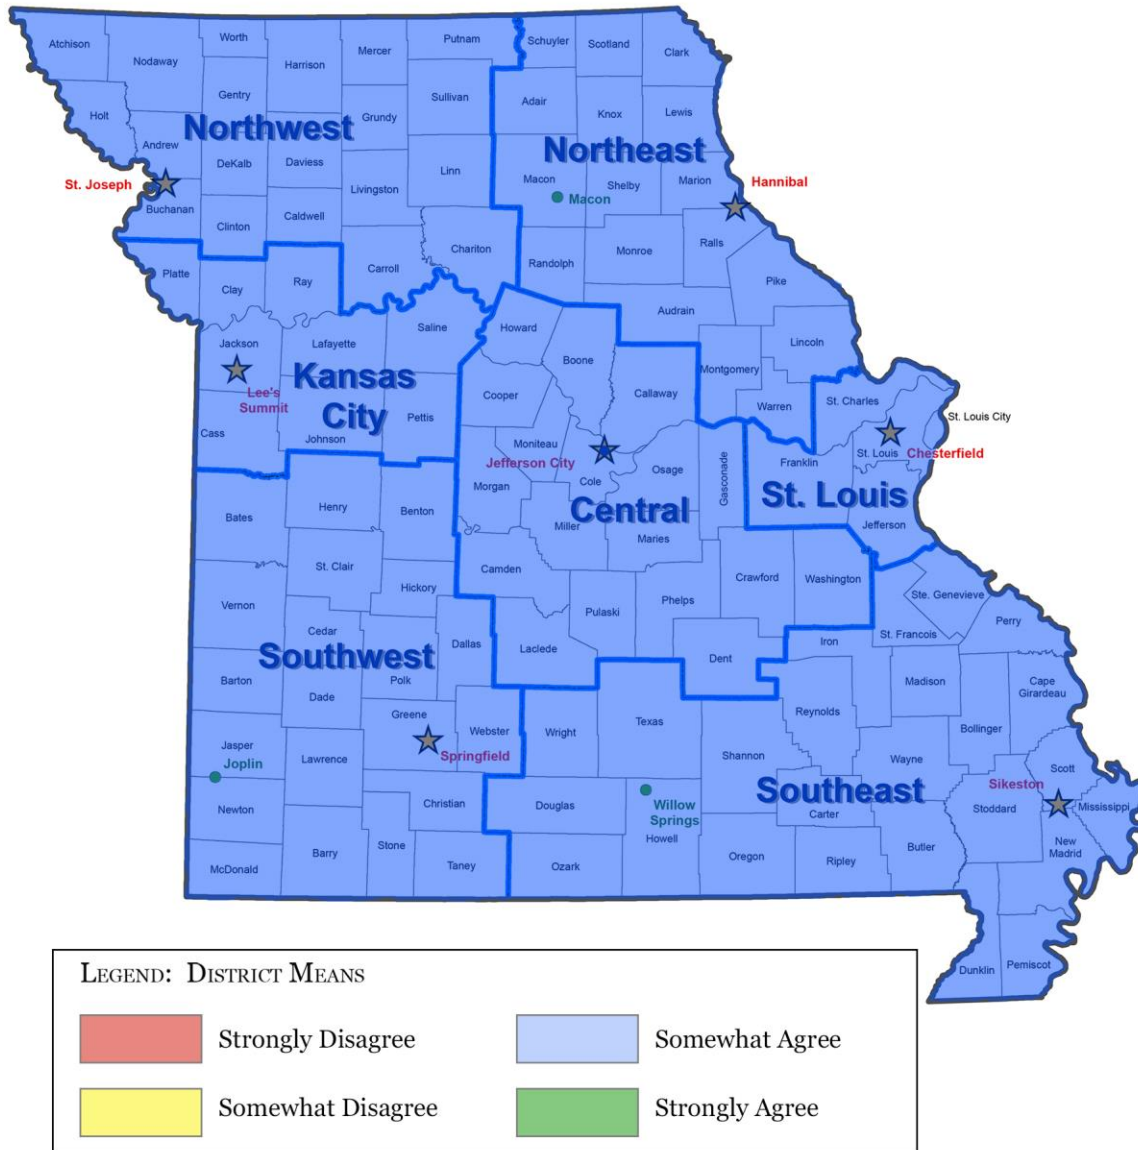 Atchison
Nodaway
Worth
Harrison
Mercer
Putnam
Schuyler
Scotland
Clark
Holt
Andrew
Gentry
Grundy
Sullivan
Adair
Knox
Lewis
Northwest
Northeast
DeKalb
Daviess
Livingston
Linn
Macon
Shelby
Marion
St. Joseph
Hannibal
Macon
Buchanan
Clinton
Caldwell
Carroll
Chariton
Randolph
Monroe
Ralls
Pike
Platte
Clay
Ray
Saline
Howard
Boone
Audrain
Lincoln
Jackson
Lafayette
Callaway
Montgomery
Warren
St. Charles
St. Louis City
Kansas
City
Lee's
Summit
Cass
Johnson
Pettis
Cooper
Moniteau
Jefferson City
Morgan
Cole
Osage
Gasconade
Franklin
St. Louis
Chesterfield
Central
St. Louis
Miller
Maries
Jefferson
Bates
Henry
Benton
St. Clair
Hickory
Camden
Pulaski
Phelps
Crawford
Washington
Ste. Genevieve
St. Francois
Perry
Vernon
Cedar
Southwest
Dallas
Polk
Laclede
Dent
Iron
Madison
Cape
Girardeau
Barton
Dade
Greene
Webster
Wright
Texas
Reynolds
Bollinger
Jasper
Joplin
Lawrence
Springfield
Shannon
Wayne
Scott
Southeast
Sikeston
Newton
Christian
Douglas
Willow
Springs
Howell
Carter
Stoddard
Mississippi
New
Madrid
McDonald
Barry
Stone
Taney
Ozark
Oregon
Ripley
Butler
Dunklin
Pemiscot
LEGEND: DISTRICT MEANS
Strongly Disagree
Somewhat Agree
Somewhat Disagree
Strongly Agree